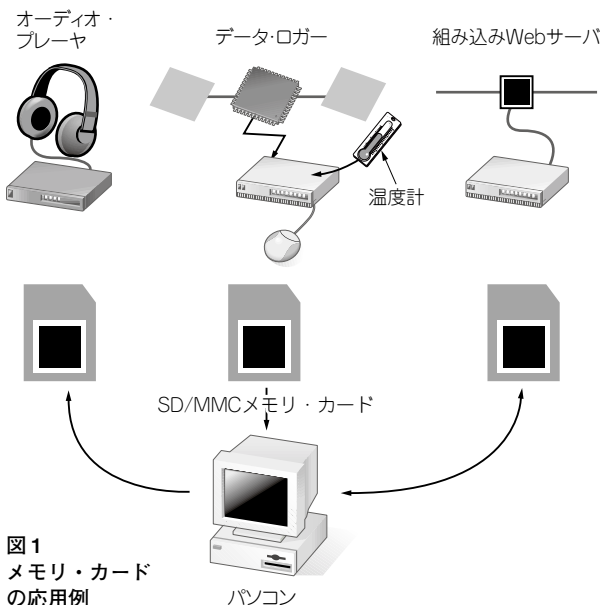 オーディオ・
プレーヤ
データ・ロガー
組み込みWebサーバ
温度計
SD/MMCメモリ・カード
図1
メモリ・カード
の応用例
パソコン